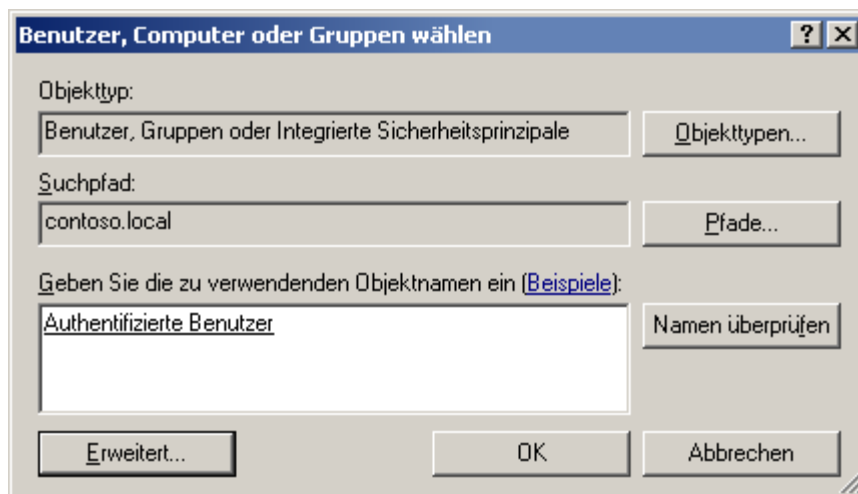 Benutzer, Computer oder Gruppen wählen
Objekttyp:
Benutzer, Gruppen oder Integrierte Sicherheitsprinzipale
Objekttypen...
Suchpfad:
contoso.local
Pfade...
Geben Sie die zu verwendenden Objektnamen ein (Beispiele):
Authentifizierte Benutzer
Namen überprüfen
Erweitert...
OK
Abbrechen